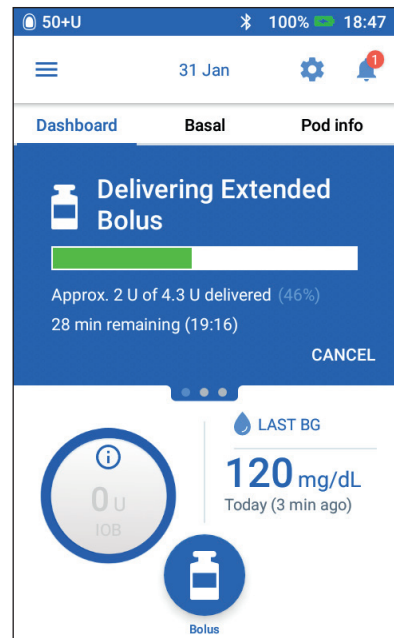 50+U 100% 18:47
31 Jan 1
Dashboard Basal Pod info
Delivering Extended
Bolus
Approx. 2 U of 4.3 U delivered (46%)
28 min remaining (19:16)
CANCEL
LAST BG
120 mg/dL
Today (3 min ago)
0 U
IOB
Bolus